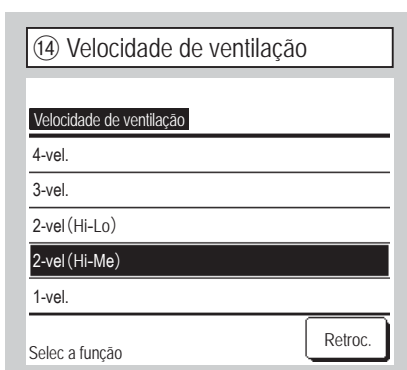 ⑭ Velocidade de ventilação
Velocidade de ventilação
4-vel.
3-vel.
2-vel (Hi-Lo)
2-vel (Hi-Me)
1-vel.
Selec a função
Retroc.